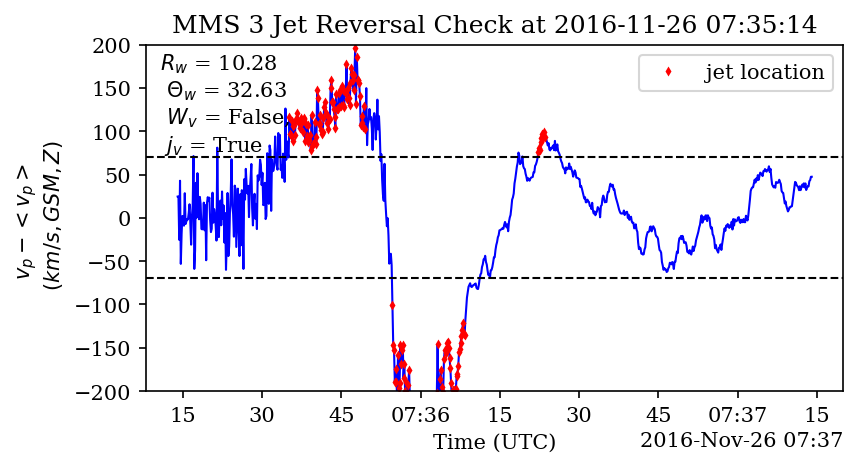 MMS 3 Jet Reversal Check at 2016-11-26 07:35:14
R_w = 10.28
Θ_w = 32.63
W_v = False
j_v = True
jet location
200
150
100
50
0
−50
−100
−150
−200
v_p − < v_p >
(km/s, GSM, Z)
15 30 45 07:36 15 30 45 07:37 15
Time (UTC)
2016-Nov-26 07:37